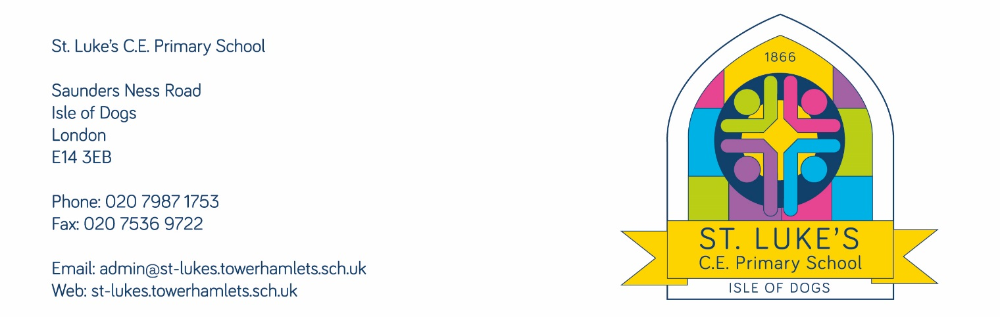 St. Luke's C.E. Primary School
Saunders Ness Road
Isle of Dogs
London
E14 3EB
Phone: 020 7987 1753
Fax: 020 7536 9722
Email: admin@st-lukes.towerhamlets.sch.uk
Web: st-lukes.towerhamlets.sch.uk
1866
ST. LUKE'S
C.E. Primary School
ISLE OF DOGS